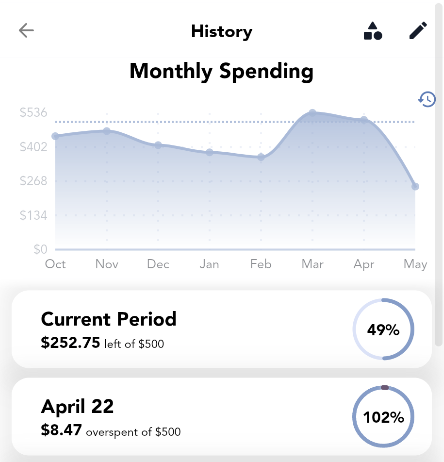 History
Monthly Spending
$536
$402
$268
$134
$0
Oct Nov Dec Jan Feb Mar Apr May
Current Period
$252.75 left of $500
49%
April 22
$8.47 overspent of $500
102%